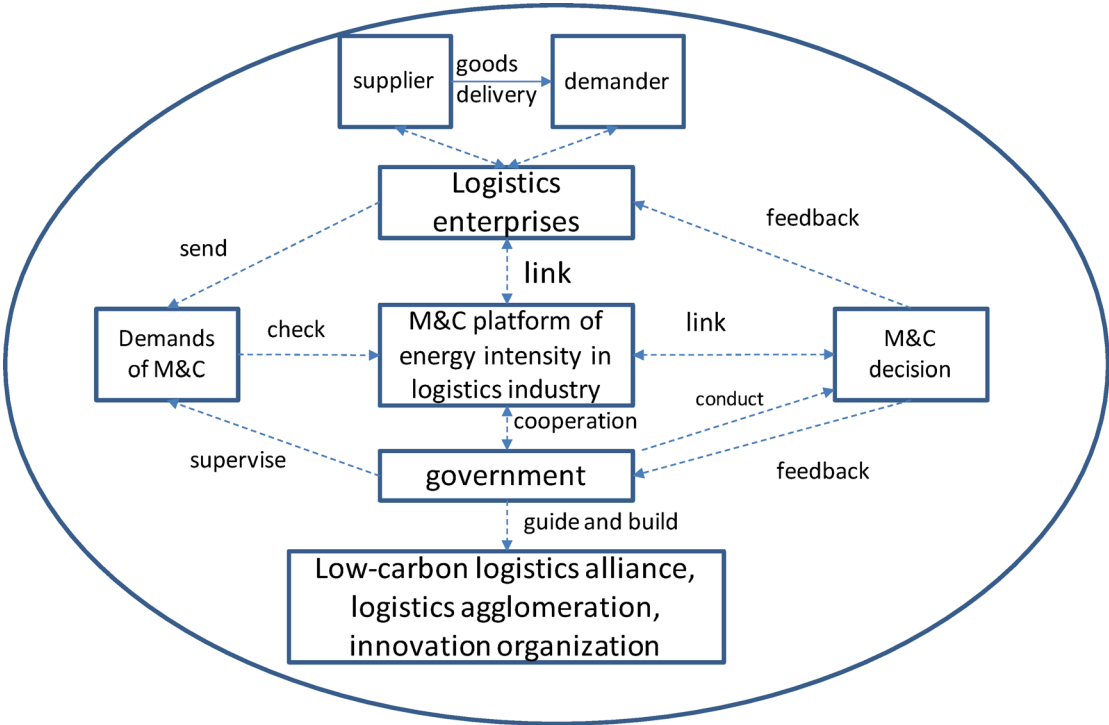 supplier
goods
delivery
demander
Logistics
enterprises
send
feedback
link
Demands
of M&C
check
M&C platform of
energy intensity in
logistics industry
link
M&C
decision
cooperation
conduct
supervise
government
feedback
guide and build
Low-carbon logistics alliance,
logistics agglomeration,
innovation organization